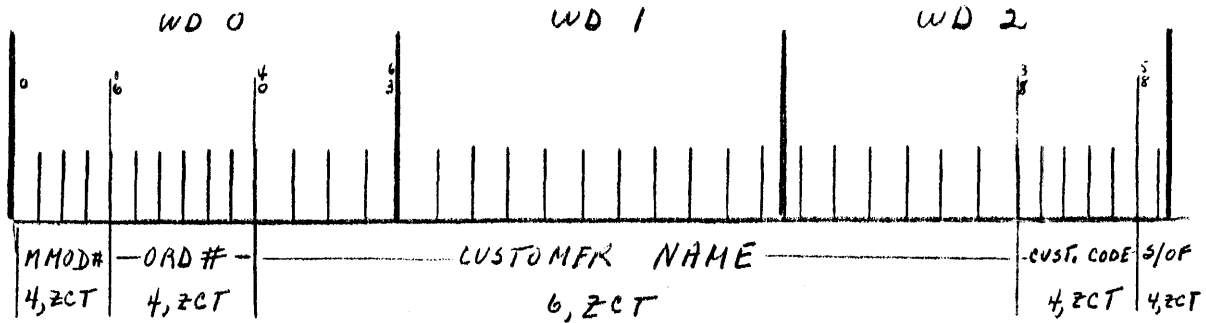 WD 0 WD 1 WD 2
0 16 40 63 38 58
MMOD# ORD # CUSTOMER NAME CUST. CODE S/OF
4,ZCT 4,ZCT 6,ZCT 4,ZCT 4,ZCT